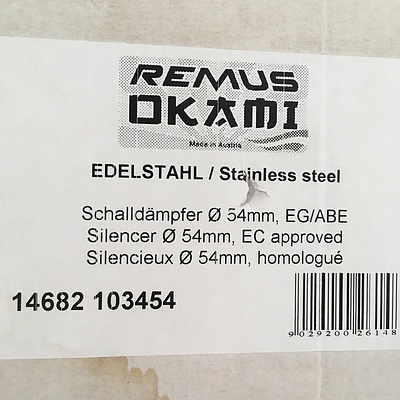 REMUS
OKAMI
Made in Austria
EDELSTAHL / Stainless steel
Schalldämpfer Ø 54mm, EG/ABE
Silencer Ø 54mm, EC approved
Silencieux Ø 54mm, homologué
14682 103454
9029200026148